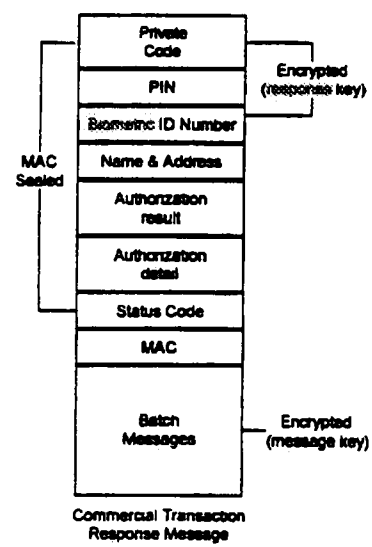 Private
Code
PIN
Biometric ID Number
Name & Address
Authorization
result
Authorization
detail
Status Code
MAC
Batch
Messages
MAC
Sealed
Encrypted
(response key)
Encrypted
(message key)
Commercial Transaction
Response Message